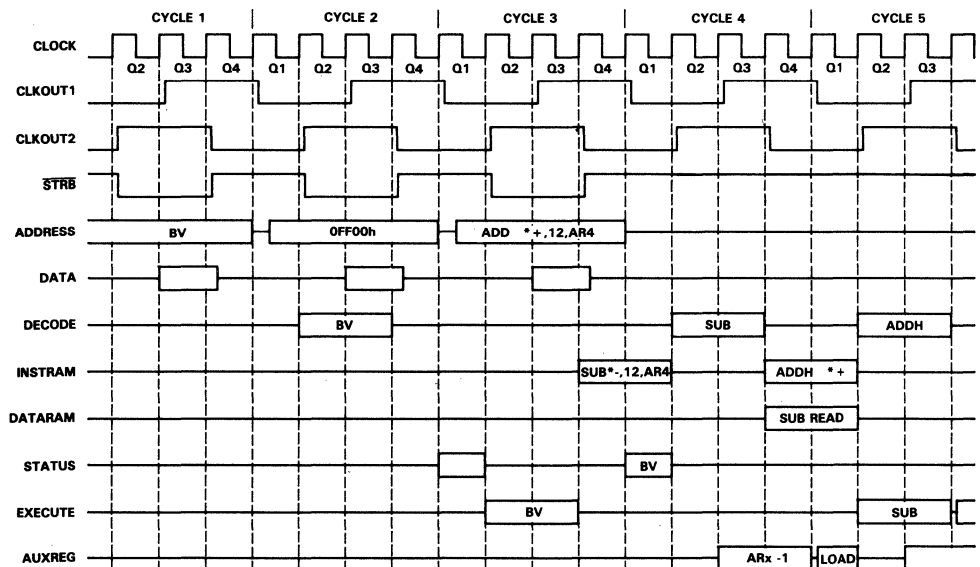 CYCLE 1 CYCLE 2 CYCLE 3 CYCLE 4 CYCLE 5
CLOCK
Q2 Q3 Q4 Q1 Q2 Q3 Q4 Q1 Q2 Q3 Q4 Q1 Q2 Q3 Q4 Q1 Q2 Q3
CLKOUT1
CLKOUT2
STRB
ADDRESS BV 0FF00h ADD *+,12,AR4
DATA
DECODE BV SUB ADDH
INSTRAM SUB*-,12,AR4 ADDH *+
DATARAM SUB READ
STATUS BV
EXECUTE BV SUB
AUXREG ARx -1 LOAD